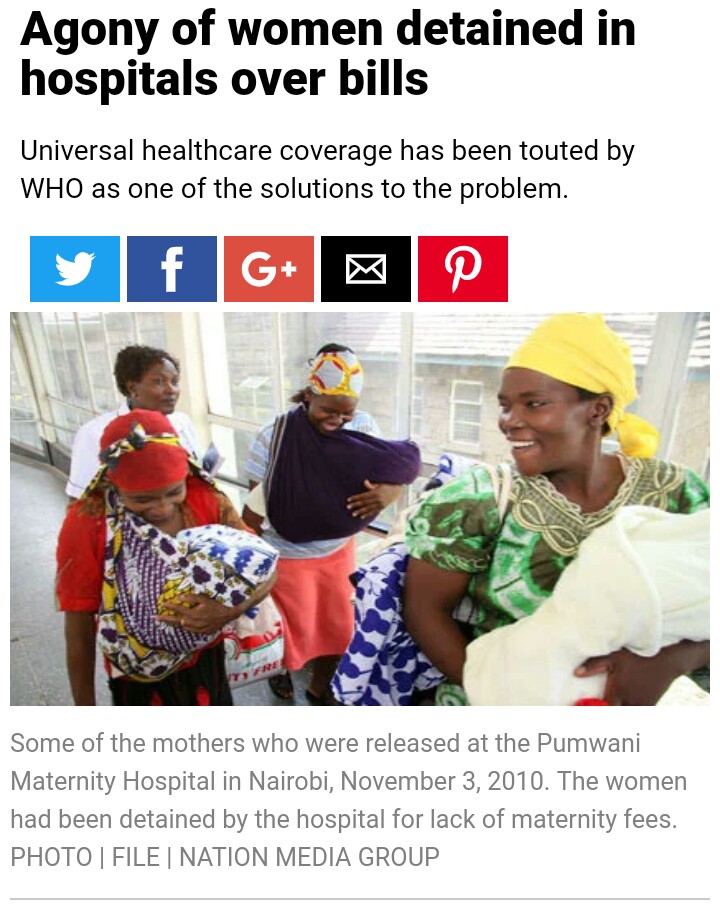 Agony of women detained in
hospitals over bills
Universal healthcare coverage has been touted by
WHO as one of the solutions to the problem.
f
G+
TY FREE
Some of the mothers who were released at the Pumwani
Maternity Hospital in Nairobi, November 3, 2010. The women
had been detained by the hospital for lack of maternity fees.
PHOTO | FILE | NATION MEDIA GROUP